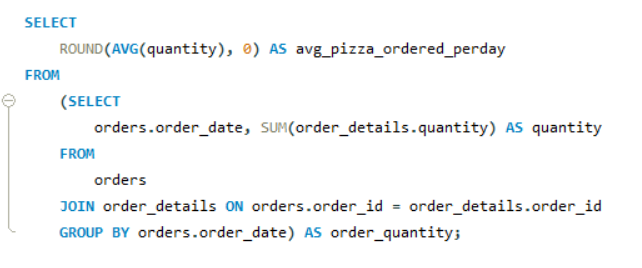 SELECT
ROUND(AVG(quantity), 0) AS avg_pizza_ordered_perday
FROM
(SELECT
orders.order_date, SUM(order_details.quantity) AS quantity
FROM
orders
JOIN order_details ON orders.order_id = order_details.order_id
GROUP BY orders.order_date) AS order_quantity;